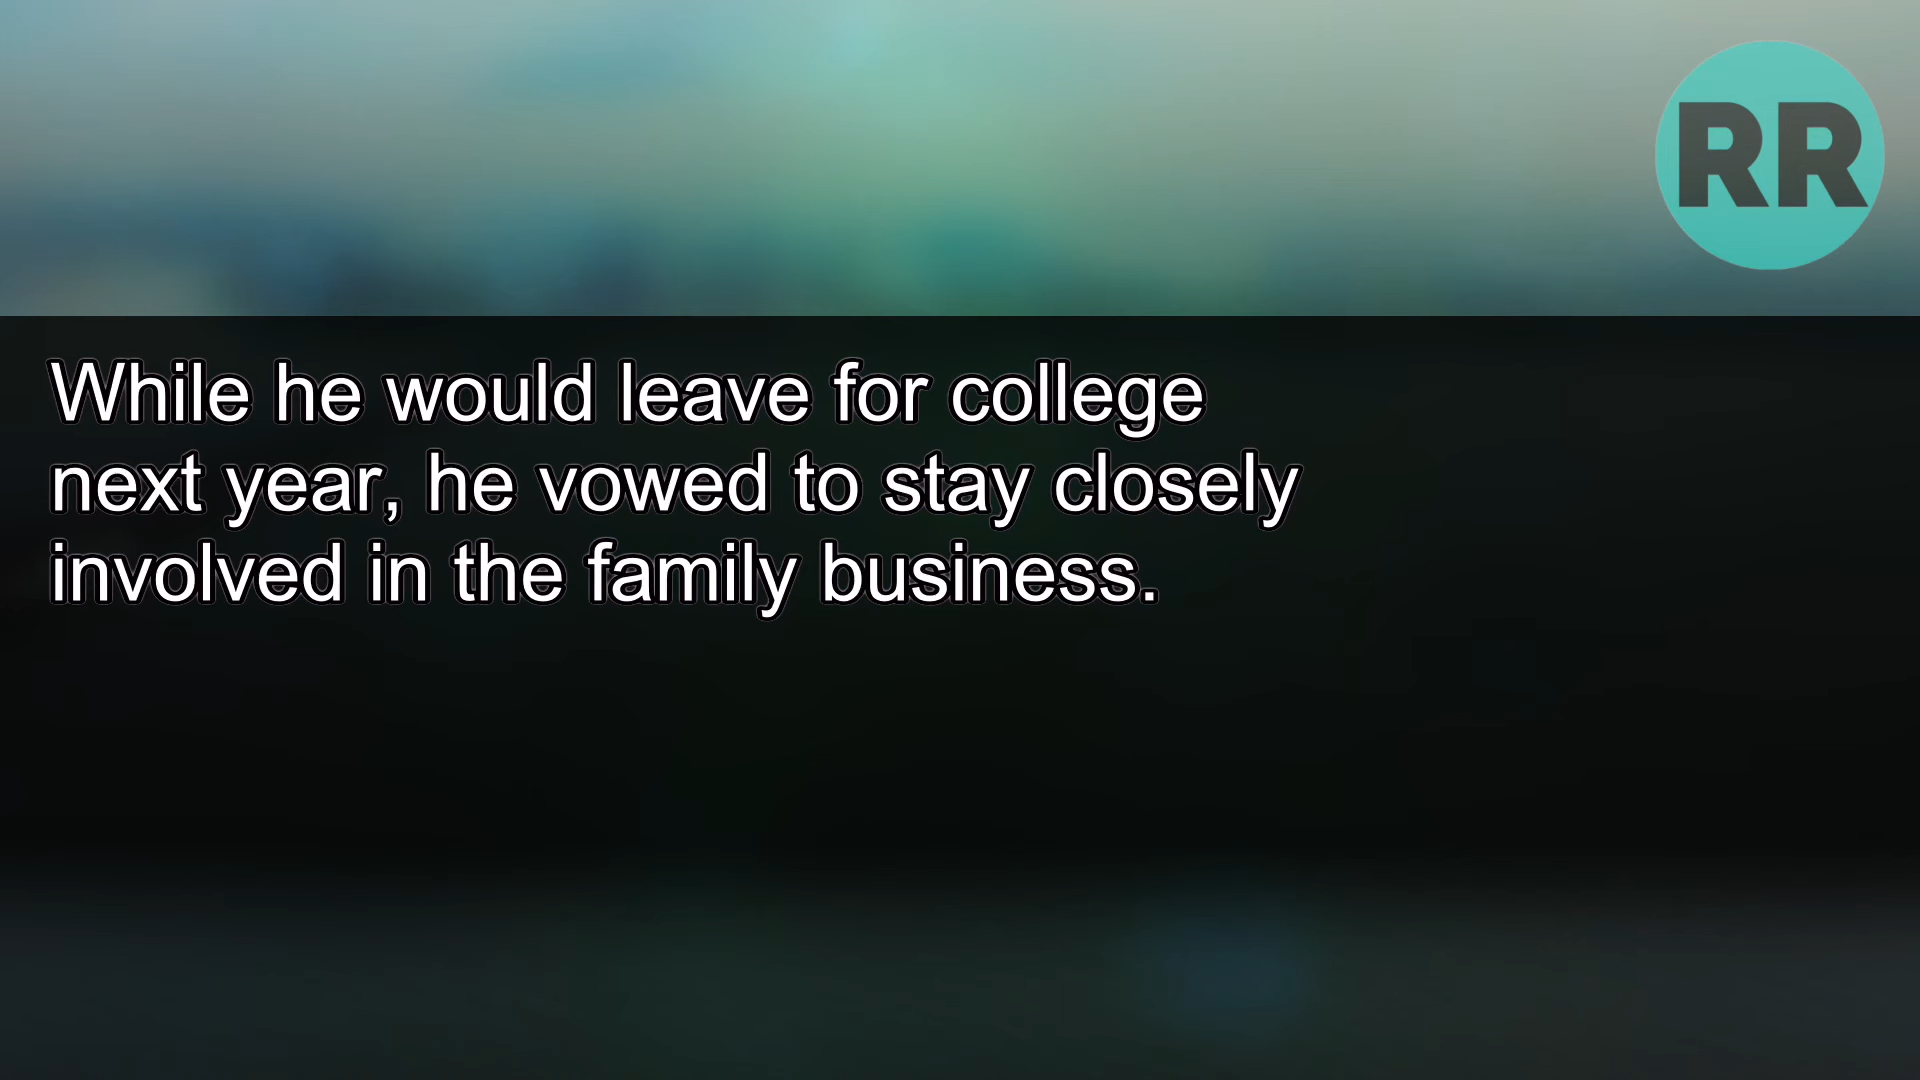 RR
While he would leave for college
next year, he vowed to stay closely
involved in the family business.